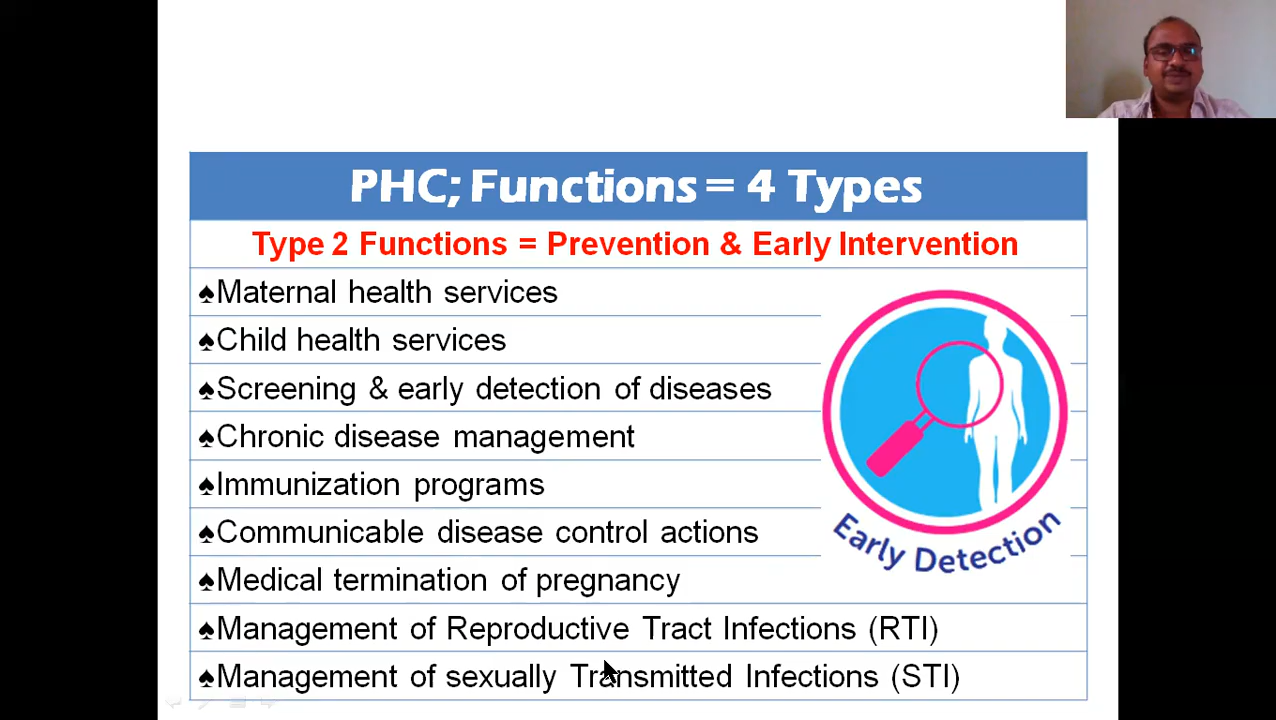 PHC; Functions = 4 Types
Type 2 Functions = Prevention & Early Intervention
♠Maternal health services
♠Child health services
♠Screening & early detection of diseases
♠Chronic disease management
♠Immunization programs
♠Communicable disease control actions
♠Medical termination of pregnancy
♠Management of Reproductive Tract Infections (RTI)
♠Management of sexually Transmitted Infections (STI)
Early Detection